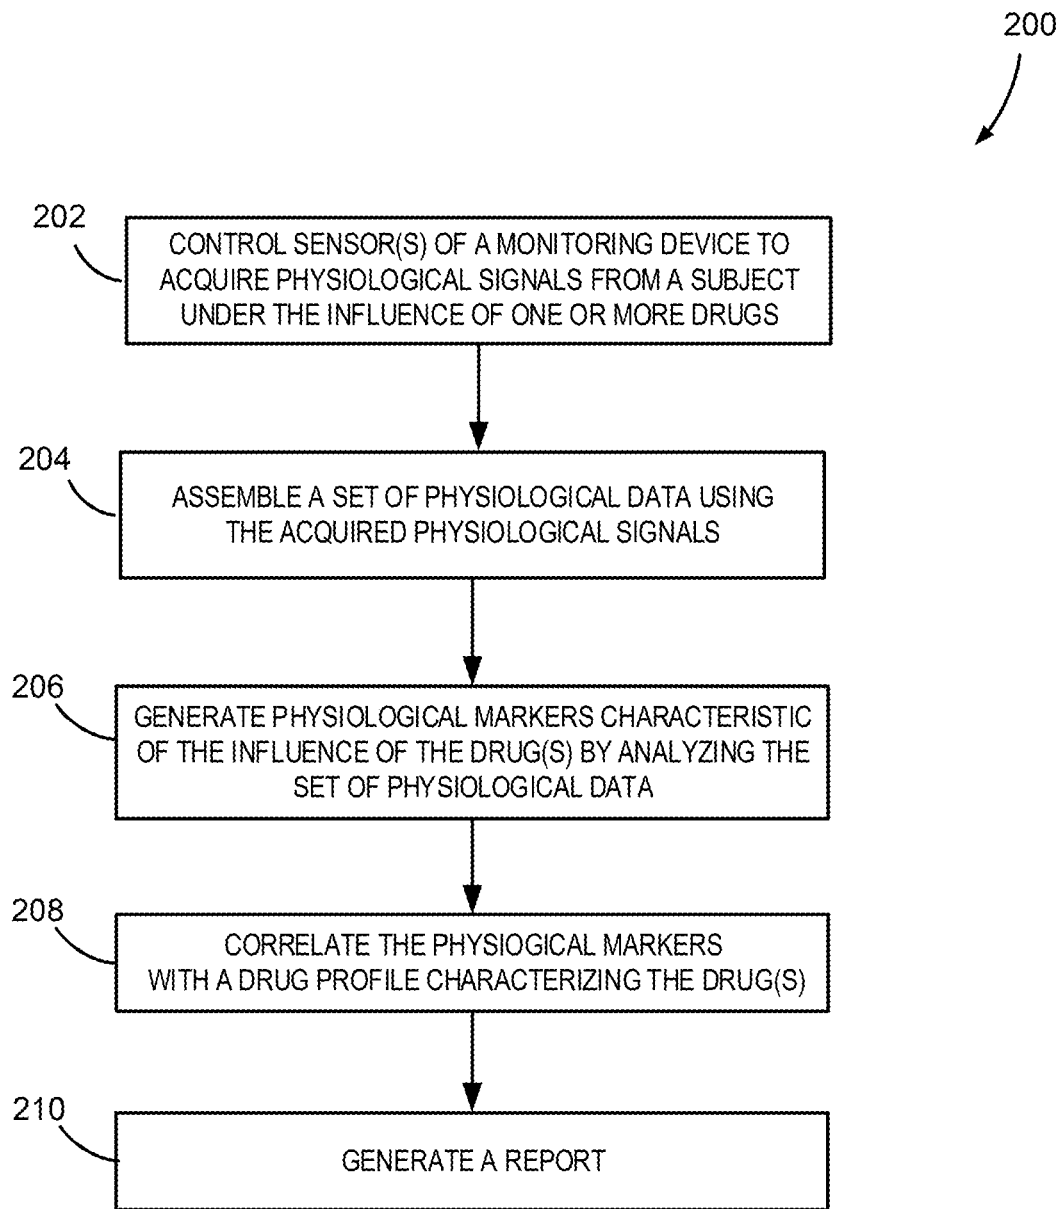 200
202
CONTROL SENSOR(S) OF A MONITORING DEVICE TO
ACQUIRE PHYSIOLOGICAL SIGNALS FROM A SUBJECT
UNDER THE INFLUENCE OF ONE OR MORE DRUGS
204
ASSEMBLE A SET OF PHYSIOLOGICAL DATA USING
THE ACQUIRED PHYSIOLOGICAL SIGNALS
206
GENERATE PHYSIOLOGICAL MARKERS CHARACTERISTIC
OF THE INFLUENCE OF THE DRUG(S) BY ANALYZING THE
SET OF PHYSIOLOGICAL DATA
208
CORRELATE THE PHYSIOGICAL MARKERS
WITH A DRUG PROFILE CHARACTERIZING THE DRUG(S)
210
GENERATE A REPORT